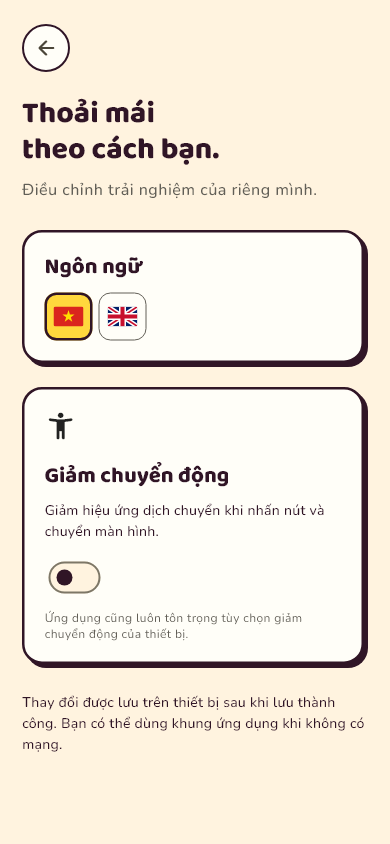 Thoải mái
theo cách bạn.
Điều chỉnh trải nghiệm của riêng mình.
Ngôn ngữ
Giảm chuyển động
Giảm hiệu ứng dịch chuyển khi nhấn nút và
chuyển màn hình.
Ứng dụng cũng luôn tôn trọng tùy chọn giảm
chuyển động của thiết bị.
Thay đổi được lưu trên thiết bị sau khi lưu thành
công. Bạn có thể dùng khung ứng dụng khi không có
mạng.